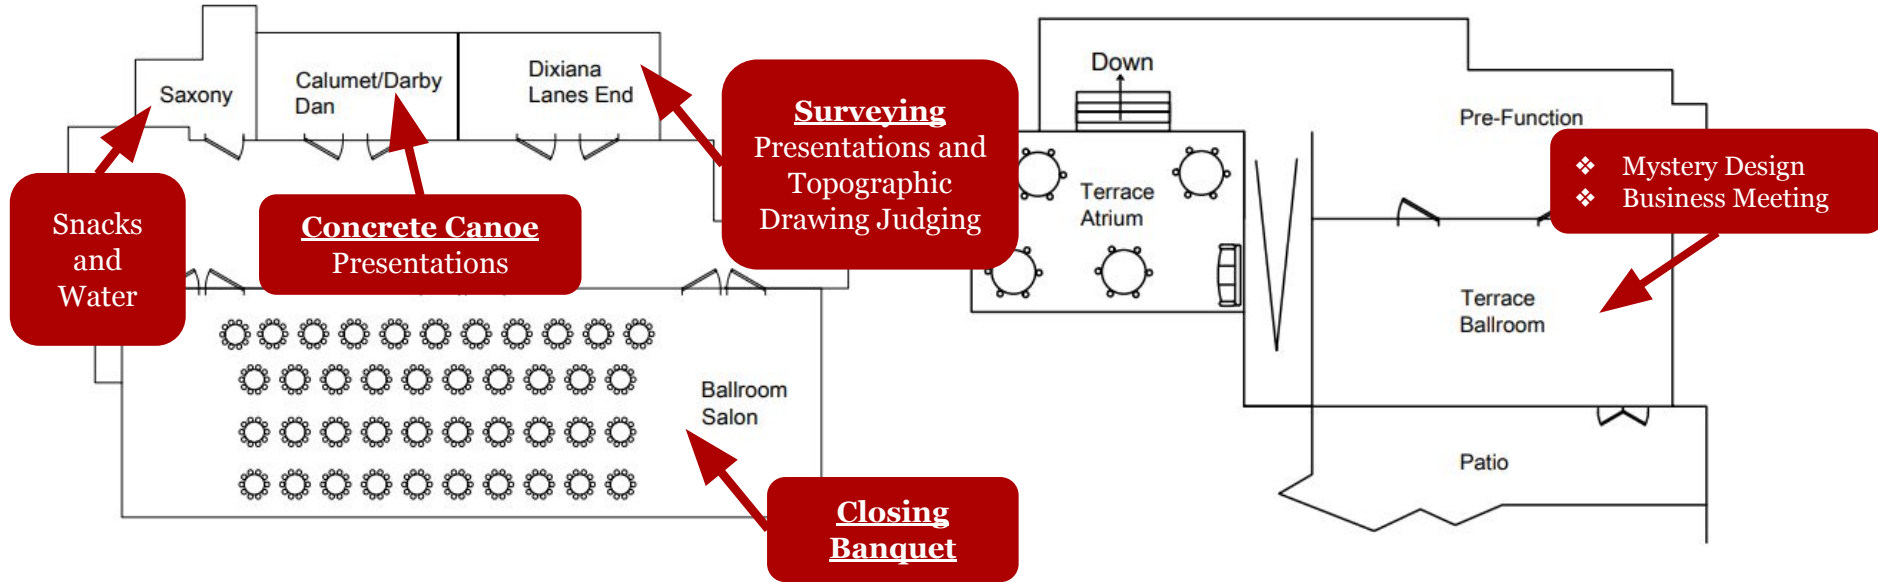 Saxony
Calumet/Darby
Dan
Dixiana
Lanes End
Snacks
and
Water
Concrete Canoe
Presentations
Surveying
Presentations and
Topographic
Drawing Judging
Ballroom
Salon
Closing
Banquet
Down
Terrace
Atrium
Pre-Function
❖ Mystery Design
❖ Business Meeting
Terrace
Ballroom
Patio